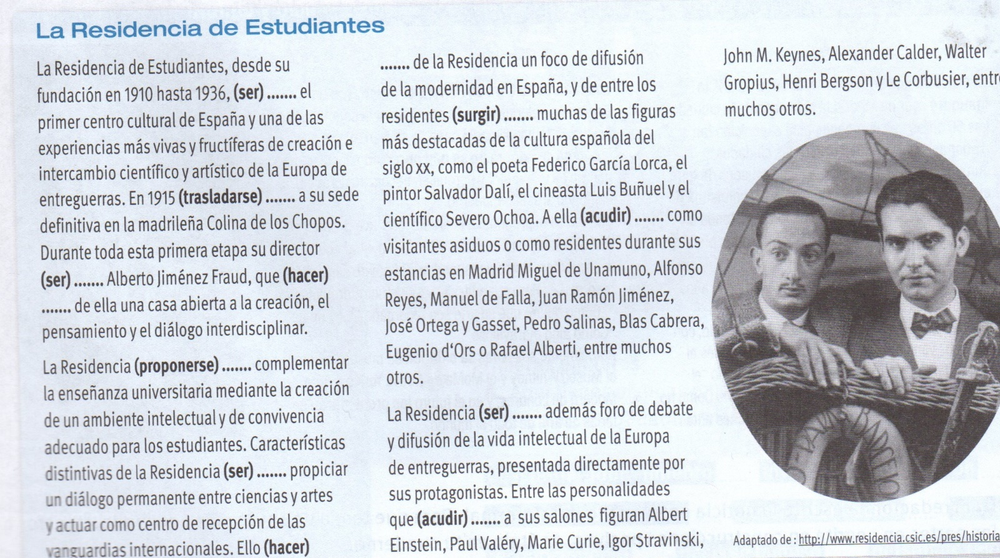 La Residencia de Estudiantes
La Residencia de Estudiantes, desde su
fundación en 1910 hasta 1936, (ser) ....... el
primer centro cultural de España y una de las
experiencias más vivas y fructíferas de creación e
intercambio científico y artístico de la Europa de
entreguerras. En 1915 (trasladarse) ....... a su sede
definitiva en la madrileña Colina de los Chopos.
Durante toda esta primera etapa su director
(ser) ....... Alberto Jiménez Fraud, que (hacer)
....... de ella una casa abierta a la creación, el
pensamiento y el diálogo interdisciplinar.
La Residencia (proponerse) ....... complementar
la enseñanza universitaria mediante la creación
de un ambiente intelectual y de convivencia
adecuado para los estudiantes. Características
distintivas de la Residencia (ser) ....... propiciar
un diálogo permanente entre ciencias y artes
y actuar como centro de recepción de las
vanguardias internacionales. Ello (hacer)
....... de la Residencia un foco de difusión
de la modernidad en España, y de entre los
residentes (surgir) ....... muchas de las figuras
más destacadas de la cultura española del
siglo xx, como el poeta Federico García Lorca, el
pintor Salvador Dalí, el cineasta Luis Buñuel y el
científico Severo Ochoa. A ella (acudir) ....... como
visitantes asiduos o como residentes durante sus
estancias en Madrid Miguel de Unamuno, Alfonso
Reyes, Manuel de Falla, Juan Ramón Jiménez,
José Ortega y Gasset, Pedro Salinas, Blas Cabrera,
Eugenio d‘Ors o Rafael Alberti, entre muchos
otros.
La Residencia (ser) ....... además foro de debate
y difusión de la vida intelectual de la Europa
de entreguerras, presentada directamente por
sus protagonistas. Entre las personalidades
que (acudir) ....... a sus salones figuran Albert
Einstein, Paul Valéry, Marie Curie, Igor Stravinski,
John M. Keynes, Alexander Calder, Walter
Gropius, Henri Bergson y Le Corbusier, entre
muchos otros.
Adaptado de : http://www.residencia.csic.es/pres/historia